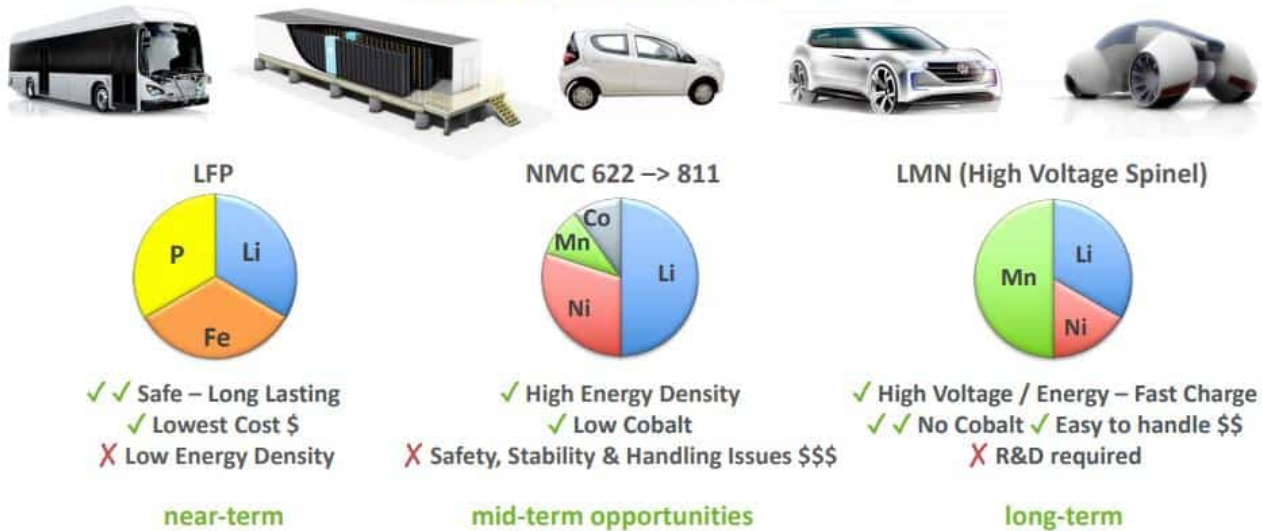 LFP
NMC 622 –> 811
LMN (High Voltage Spinel)
P
Li
Fe
Co
Mn
Li
Ni
Mn
Li
Ni
✓ ✓ Safe – Long Lasting
✓ Lowest Cost $
✗ Low Energy Density
✓ High Energy Density
✓ Low Cobalt
✗ Safety, Stability & Handling Issues $$$
✓ High Voltage / Energy – Fast Charge
✓ ✓ No Cobalt ✓ Easy to handle $$
✗ R&D required
near-term
mid-term opportunities
long-term